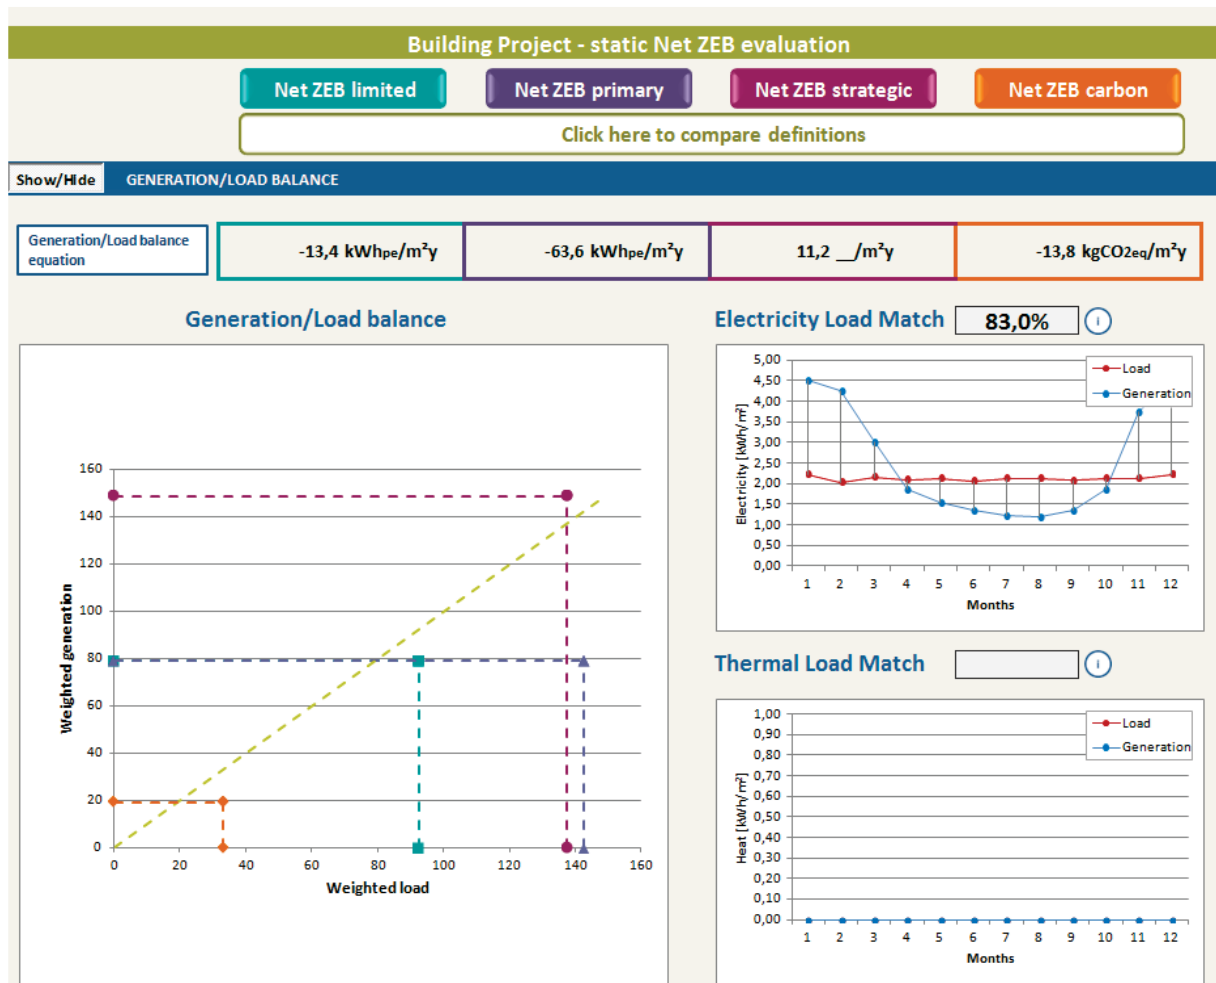 Building Project - static Net ZEB evaluation
Net ZEB limited
Net ZEB primary
Net ZEB strategic
Net ZEB carbon
Click here to compare definitions
Show/Hide
GENERATION/LOAD BALANCE
Generation/Load balance
equation
-13,4 kWhpe/m²y
-63,6 kWhpe/m²y
11,2 __/m²y
-13,8 kgCO2eq/m²y
Generation/Load balance
160
140
120
100
80
60
40
20
0
0 20 40 60 80 100 120 140 160
Weighted generation
Weighted load
Electricity Load Match
83,0%
i
5,00
4,50
4,00
3,50
3,00
2,50
2,00
1,50
1,00
0,50
0,00
Electricity [kWh/m²]
Load
Generation
1 2 3 4 5 6 7 8 9 10 11 12
Months
Thermal Load Match
i
1,00
0,90
0,80
0,70
0,60
0,50
0,40
0,30
0,20
0,10
0,00
Heat [kWh/m²]
Load
Generation
1 2 3 4 5 6 7 8 9 10 11 12
Months